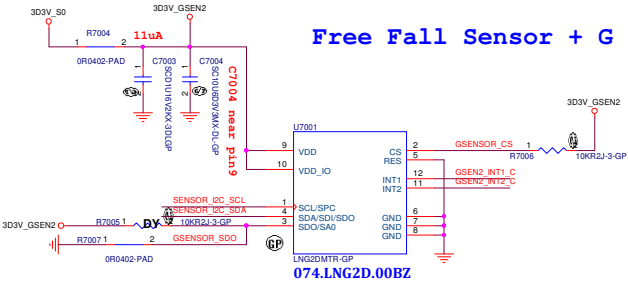 3D3V_S0
3D3V_GSEN2
R7004
1
2
11uA
0R0402-PAD
C7003
SCD1U16V2KX-3DLGP
C7004
SC10U6D3V3MX-DL-GP
C7004 near pin9
Free Fall Sensor + G
3D3V_GSEN2
U7001
9
VDD
10
VDD_IO
CS
2
GSENSOR_CS
1
R7006
10KR2J-3-GP
RES
5
INT1
12
GSEN2_INT1_C
INT2
11
GSEN2_INT2_C
SENSOR_I2C_SCL
1
SCL/SPC
SENSOR_I2C_SDA
4
SDA/SDI/SDO
3
SDO/SA0
GND
6
GND
7
GND
8
3D3V_GSEN2
R7005
1
DY
10KR2J-3-GP
R7007
1
2
GSENSOR_SDO
0R0402-PAD
GP
LNG2DMTR-GP
074.LNG2D.00BZ